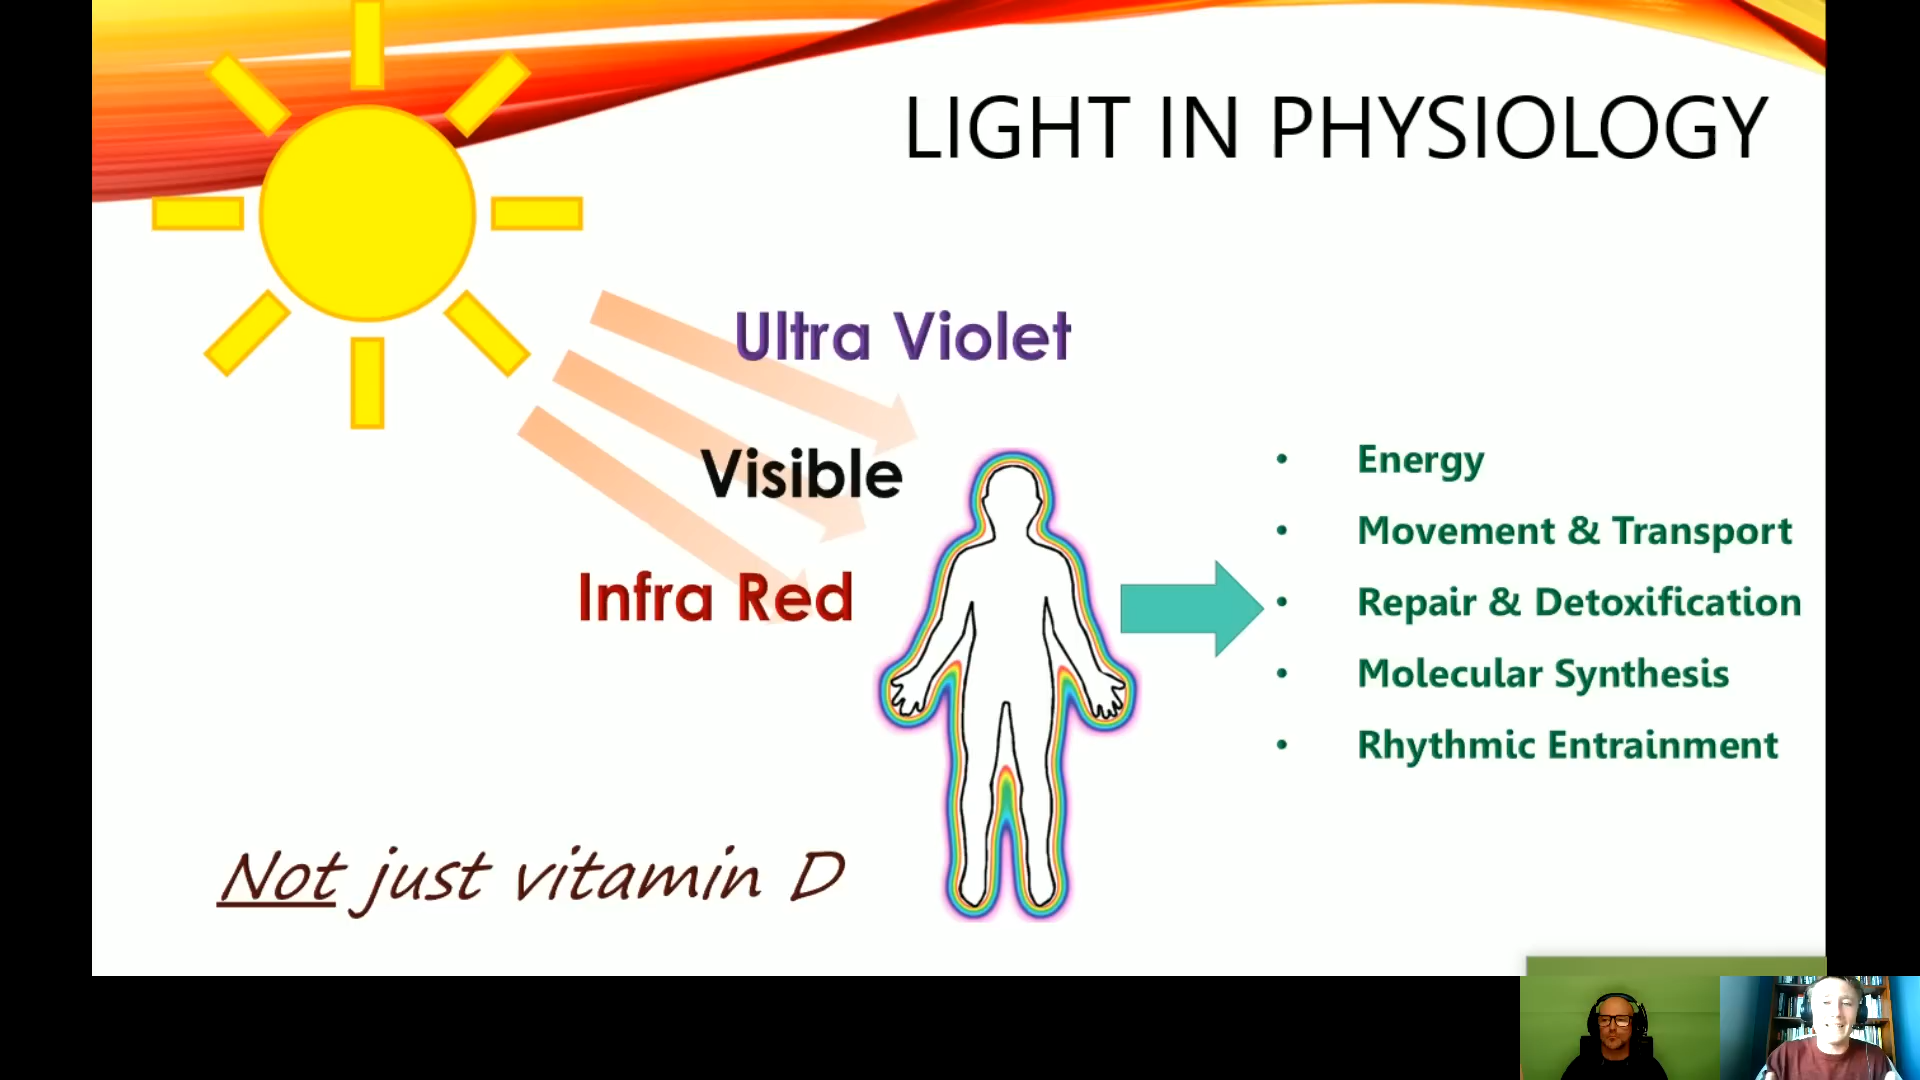 LIGHT IN PHYSIOLOGY
Ultra Violet
Visible
Infra Red
• Energy
• Movement & Transport
• Repair & Detoxification
• Molecular Synthesis
• Rhythmic Entrainment
Not just vitamin D